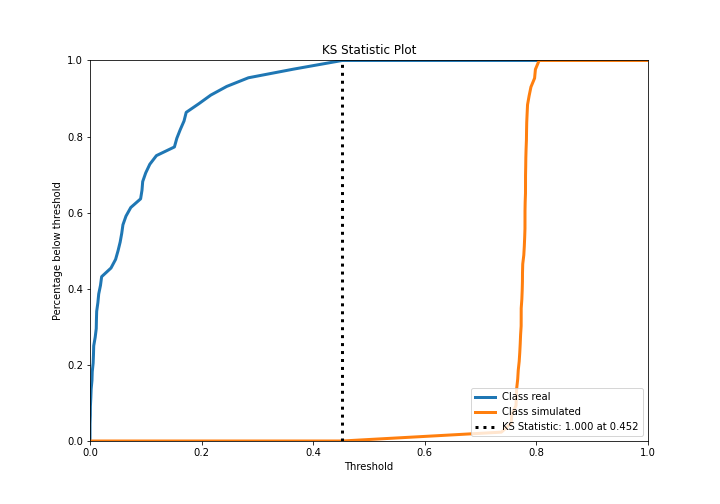 KS Statistic Plot
1.0
0.8
0.6
0.4
0.2
0.0
Percentage below threshold
0.0 0.2 0.4 0.6 0.8 1.0
Threshold
Class real
Class simulated
KS Statistic: 1.000 at 0.452